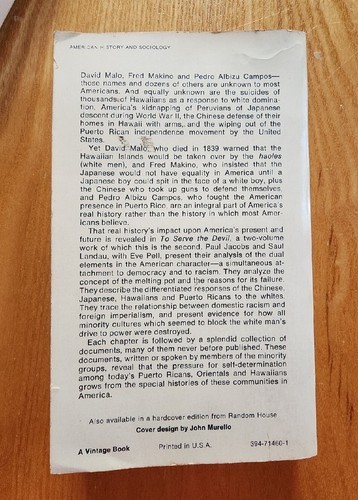 AMERICAN HISTORY AND SOCIOLOGY
David Malo, Fred Makino and Pedro Albizu Campos—
those names and dozens of others are unknown to most
Americans. And equally unknown are the suicides of
thousands of Hawaiians as a response to white domina-
tion, America's kidnapping of Peruvians of Japanese
descent during World War II, the Chinese defense of their
homes in Hawaii with arms, and the wiping out of the
Puerto Rican independence movement by the United
States.
Yet David Malo, who died in 1839 warned that the
Hawaiian Islands would be taken over by the haoles
(white men), and Fred Makino, who insisted that the
Japanese would not have equality in America until a
Japanese boy could spit in the face of a white boy, plus
the Chinese who took up guns to defend themselves,
and Pedro Albizu Campos, who fought the American
presence in Puerto Rico, are an integral part of America's
real history rather than the history in which most Amer-
icans believe.
That real history's impact upon America's present and
future is revealed in To Serve the Devil, a two-volume
work of which this is the second. Paul Jacobs and Saul
Landau, with Eve Pell, present their analysis of the dual
elements in the American character—a simultaneous at-
tachment to democracy and to racism. They analyze the
concept of the melting pot and the reasons for its failure.
They describe the differentiated responses of the Chinese,
Japanese, Hawaiians and Puerto Ricans to the whites.
They trace the relationship between domestic racism and
foreign imperialism, and present evidence for how all
minority cultures which seemed to block the white man's
drive to power were destroyed.
Each chapter is followed by a splendid collection of
documents, many of them never before published. These
documents, written or spoken by members of the minority
groups, reveal that the pressure for self-determination
among today's Puerto Ricans, Orientals and Hawaiians
grows from the special histories of these communities in
America.
Also available in a hardcover edition from Random House
Cover design by John Murello
A Vintage Book Printed in U.S.A. 394-71460-1